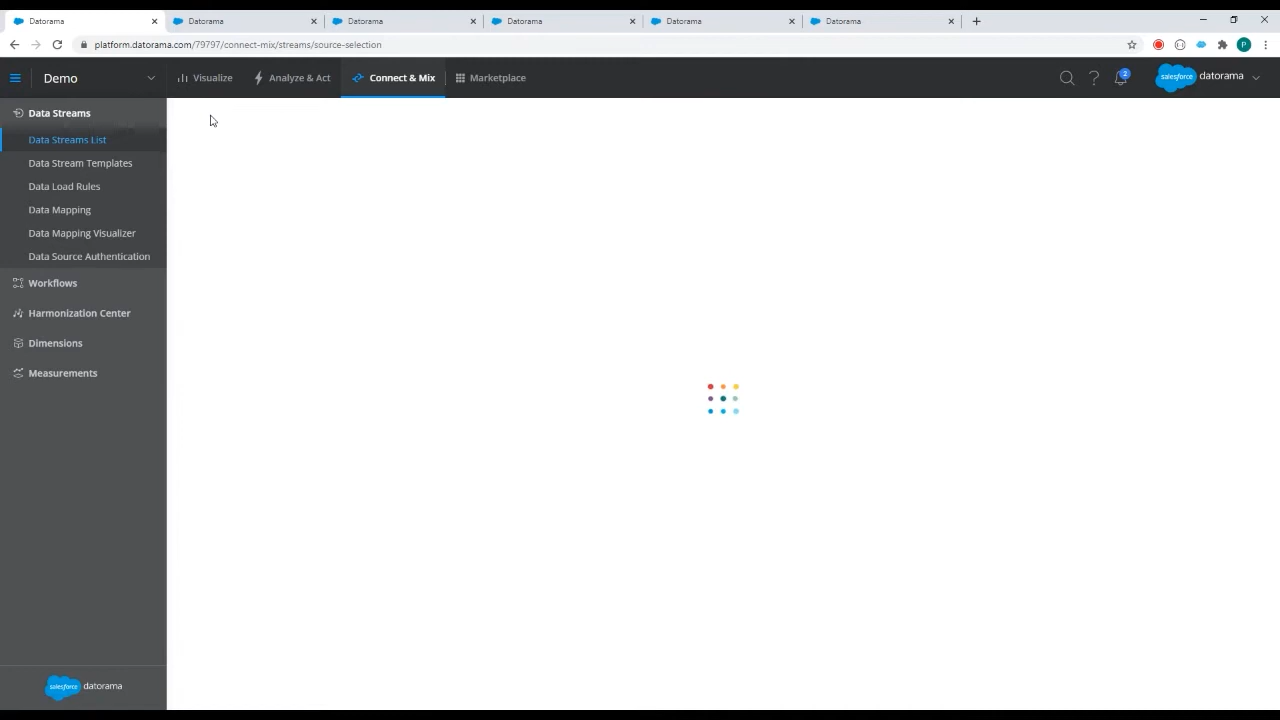 Datorama Datorama Datorama Datorama Datorama Datorama
platform.datorama.com/79797/connect-mix/streams/source-selection P
Demo Visualize Analyze & Act Connect & Mix Marketplace 2 salesforce datorama
Data Streams
Data Streams List
Data Stream Templates
Data Load Rules
Data Mapping
Data Mapping Visualizer
Data Source Authentication
Workflows
Harmonization Center
Dimensions
Measurements
salesforce datorama